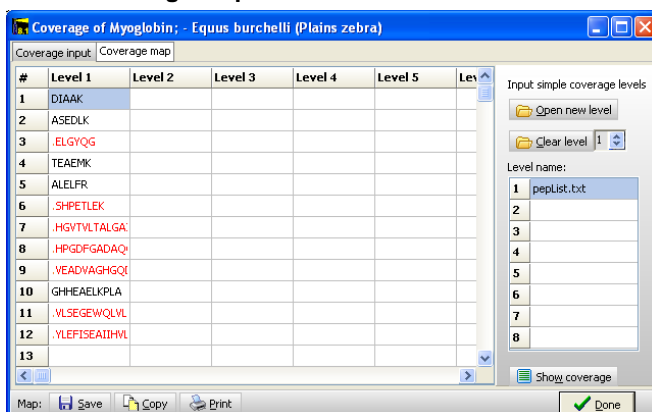 Coverage of Myoglobin; - Equus burchelli (Plains zebra)
Coverage input Coverage map
# Level 1 Level 2 Level 3 Level 4 Level 5 Lev
1 DIAAK
2 ASEDLK
3 .ELGYQG
4 TEAEMK
5 ALELFR
6 .SHPETLEK
7 .HGVTVLTALGA
8 .HPGDFGADAQ
9 .VEADVAGHGQD
10 GHHEAELKPLA
11 .VLSEGEWQLVL
12 .YLEFISEAIIHVL
13
Input simple coverage levels
Open new level
Clear level 1
Level name:
1 pepList.txt
2
3
4
5
6
7
8
Show coverage
Map: Save Copy Print
Done